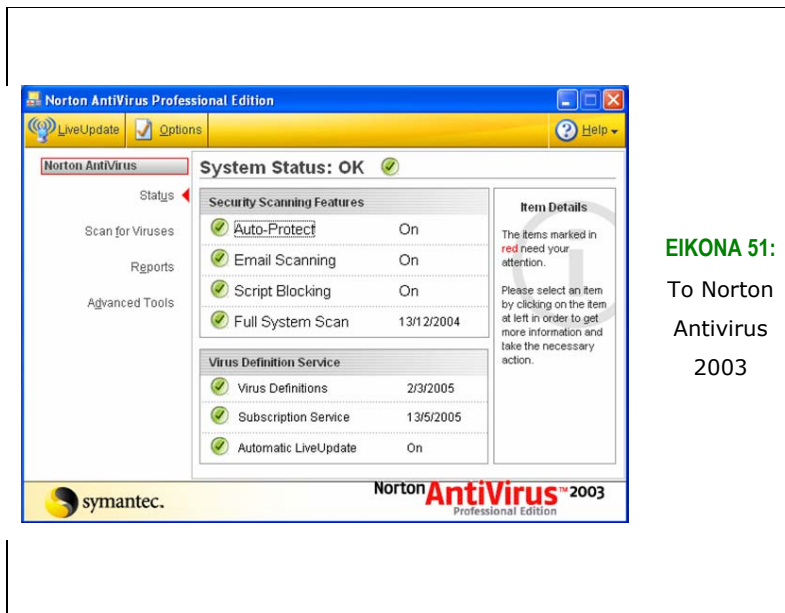 Norton AntiVirus Professional Edition
LiveUpdate Options Help
Norton AntiVirus
Status
Scan for Viruses
Reports
Advanced Tools
System Status: OK
Security Scanning Features
Auto-Protect On
Email Scanning On
Script Blocking On
Full System Scan 13/12/2004
Virus Definition Service
Virus Definitions 2/3/2005
Subscription Service 13/5/2005
Automatic LiveUpdate On
Item Details
The items marked in
red need your
attention.
Please select an item
by clicking on the item
at left in order to get
more information and
take the necessary
action.
symantec.
Norton AntiVirus™ 2003
Professional Edition
ΕΙΚΟΝΑ 51:
Το Norton
Antivirus
2003